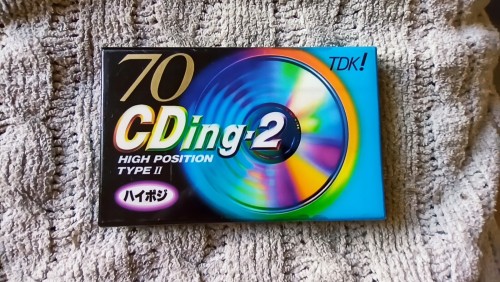 70
TDK!
CDing-2
HIGH POSITION
TYPE II
ハイポジ